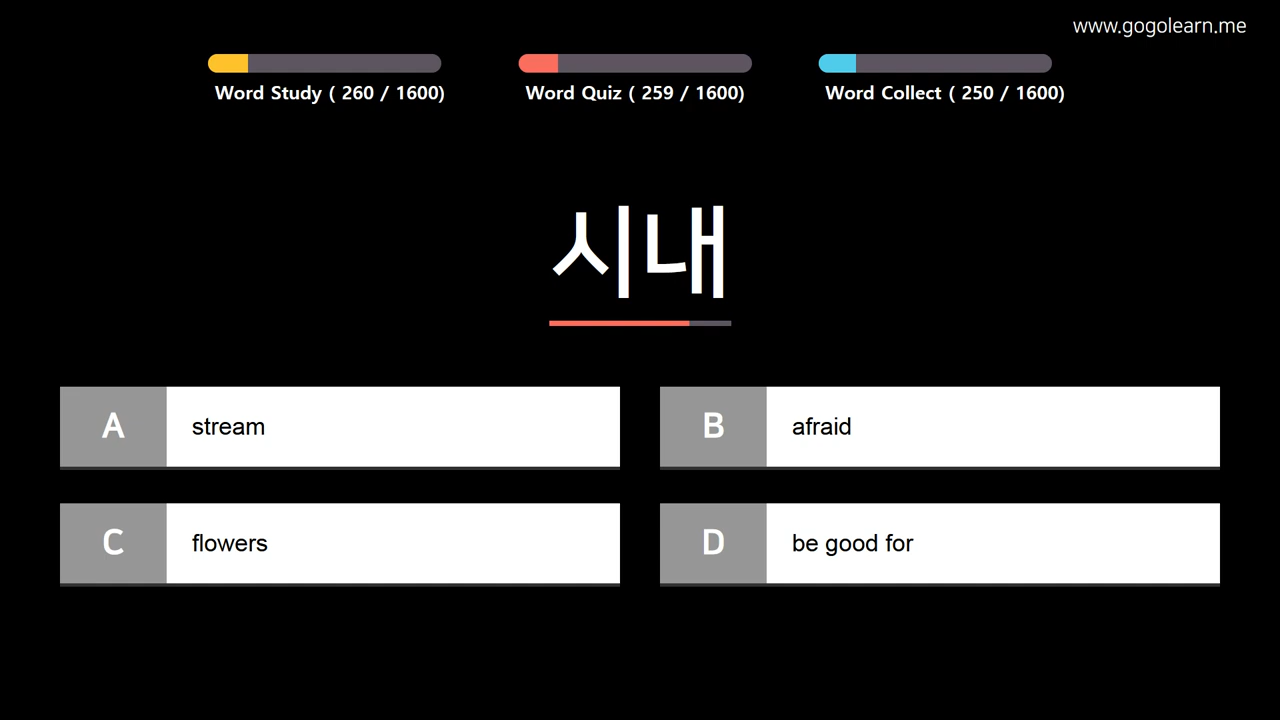 www.gogolearn.me
Word Study ( 260 / 1600)
Word Quiz ( 259 / 1600)
Word Collect ( 250 / 1600)
시내
A stream
B afraid
C flowers
D be good for